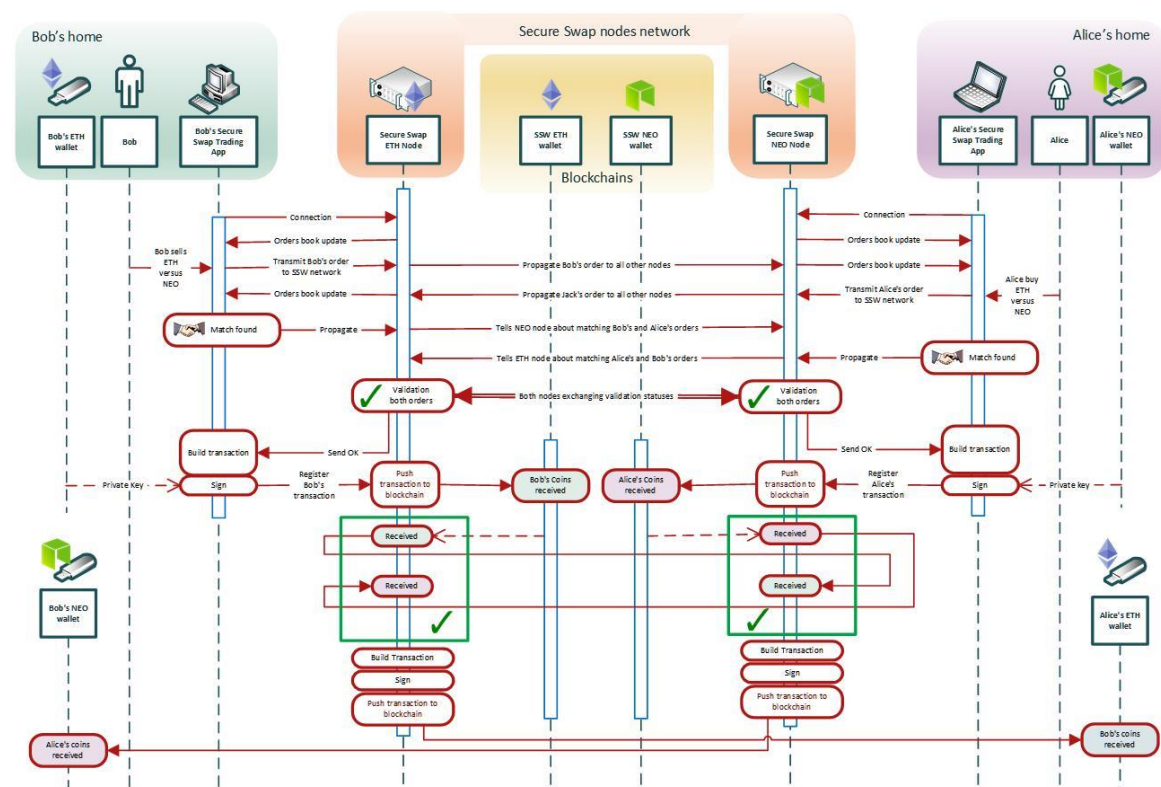 Bob's home
Secure Swap nodes network
Alice's home
Bob's ETH
wallet
Bob
Bob's Secure
Swap Trading
App
Secure Swap
ETH Node
SSW ETH
wallet
SSW NEO
wallet
Secure Swap
NEO Node
Alice's Secure
Swap Trading
App
Alice
Alice's NEO
wallet
Blockchains
Connection
Connection
Orders book update
Orders book update
Bob sells
ETH
versus
NEO
Transmit Bob's order
to SSW network
Propagate Bob's order to all other nodes
Orders book update
Orders book update
Propagate Jack's order to all other nodes
Transmit Alice's order
to SSW network
Alice buy
ETH
versus
NEO
Match found
Propagate
Tells NEO node about matching Bob's and Alice's orders
Tells ETH node about matching Alice's and Bob's orders
Propagate
Match found
Validation
both orders
Both nodes exchanging validation statuses
Validation
both orders
Build transaction
Send OK
Send OK
Build transaction
Private Key
Sign
Register
Bob's
transaction
Push
transaction to
blockchain
Bob's Coins
received
Alice's Coins
received
Push
transaction to
blockchain
Register
Alice's
transaction
Sign
Private key
Received
Received
Received
Received
Bob's NEO
wallet
Alice's ETH
wallet
Build Transaction
Sign
Push transaction to
blockchain
Build Transaction
Sign
Push transaction to
blockchain
Alice's coins
received
Bob's coins
received